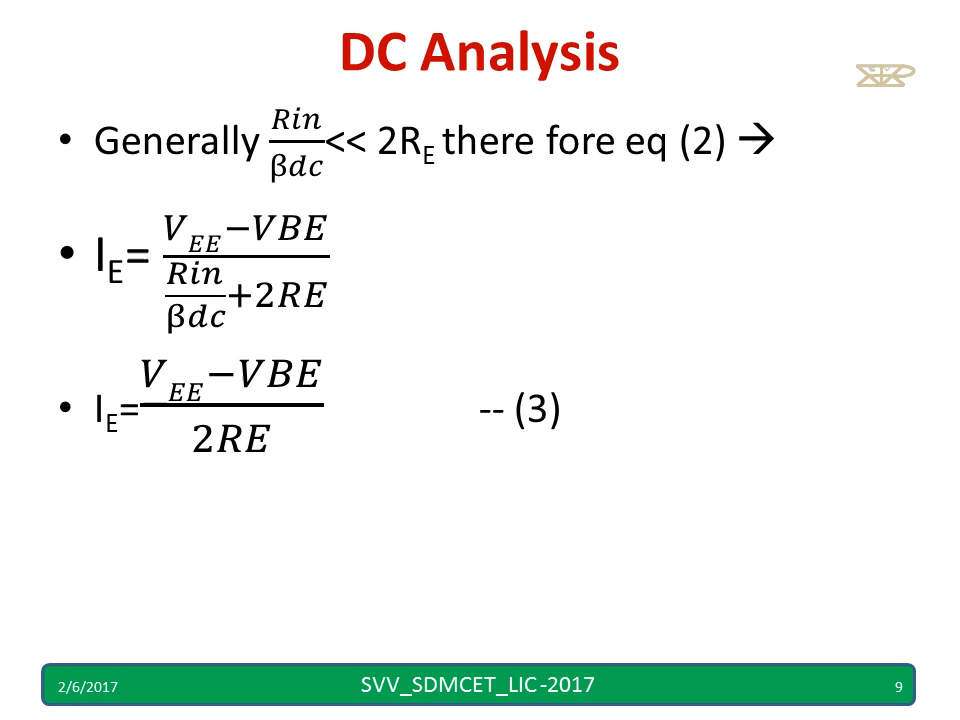 DC Analysis
• Generally Rin/βdc << 2RE there fore eq (2) →
• IE= (VEE−VBE)/(Rin/βdc+2RE)
• IE= (VEE−VBE)/2RE -- (3)
2/6/2017 SVV_SDMCET_LIC-2017 9